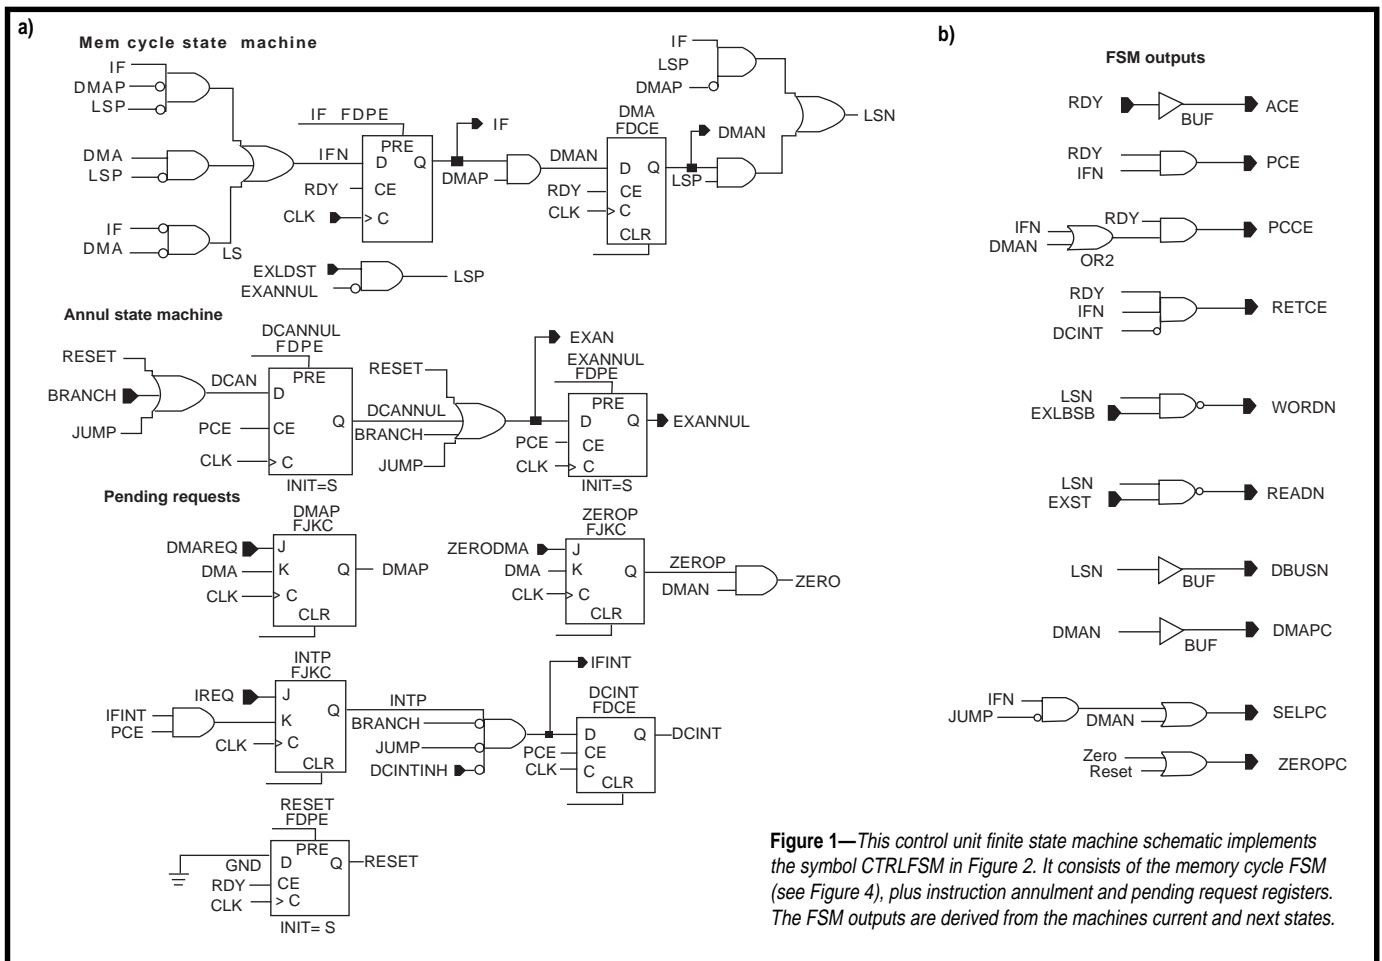 a)
Mem cycle state machine
IF
DMAP
LSP
DMA
LSP
IF
DMA
LS
IFN
IF FDPE
PRE
D
Q
CE
> C
RDY
CLK
IF
DMAP
DMAN
DMA
FDCE
D
Q
CE
> C
CLR
RDY
CLK
DMAN
IF
LSP
DMAP
LSP
LSN
EXLDST
EXANNUL
LSP
Annul state machine
RESET
BRANCH
JUMP
DCAN
DCANNUL
FDPE
PRE
D
Q
CE
> C
PCE
CLK
INIT=S
RESET
DCANNUL
BRANCH
JUMP
EXAN
EXANNUL
FDPE
PRE
D
Q
CE
> C
PCE
CLK
INIT=S
EXANNUL
Pending requests
DMAP
FJKC
DMAREQ
DMA
CLK
J
K
Q
> C
CLR
DMAP
ZEROP
FJKC
ZERODMA
DMA
CLK
J
K
Q
> C
CLR
ZEROP
DMAN
ZERO
INTP
FJKC
IREQ
IFINT
PCE
CLK
J
K
Q
> C
CLR
INTP
BRANCH
JUMP
DCINTINH
IFINT
DCINT
FDCE
D
Q
CE
C
CLR
PCE
CLK
DCINT
RESET
FDPE
PRE
D
Q
CE
> C
GND
RDY
CLK
RESET
INIT= S
b)
FSM outputs
RDY
BUF
ACE
RDY
IFN
PCE
IFN
DMAN
OR2
RDY
PCCE
RDY
IFN
DCINT
RETCE
LSN
EXLBSB
WORDN
LSN
EXST
READN
LSN
BUF
DBUSN
DMAN
BUF
DMAPC
IFN
JUMP
DMAN
SELPC
Zero
Reset
ZEROPC
Figure 1—This control unit finite state machine schematic implements
the symbol CTRLFSM in Figure 2. It consists of the memory cycle FSM
(see Figure 4), plus instruction annulment and pending request registers.
The FSM outputs are derived from the machines current and next states.